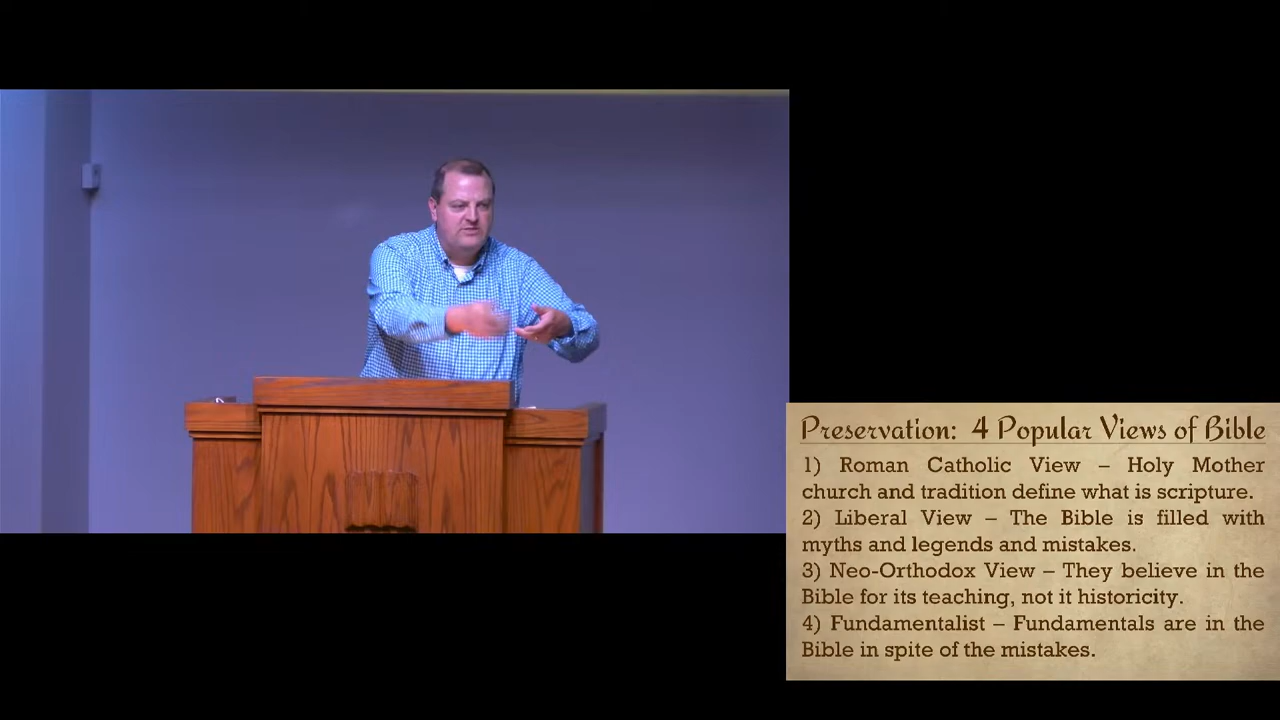 Preservation: 4 Popular Views of Bible
1) Roman Catholic View – Holy Mother
church and tradition define what is scripture.
2) Liberal View – The Bible is filled with
myths and legends and mistakes.
3) Neo-Orthodox View – They believe in the
Bible for its teaching, not it historicity.
4) Fundamentalist – Fundamentals are in the
Bible in spite of the mistakes.